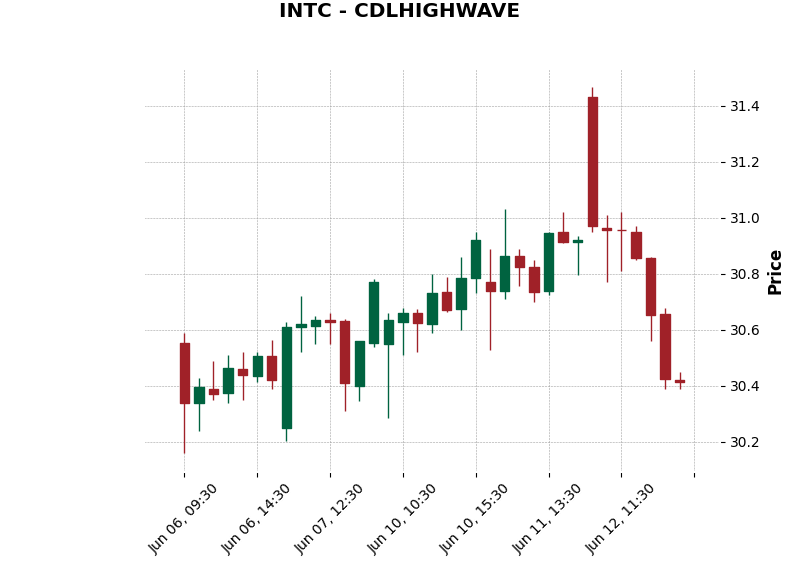 INTC - CDLHIGHWAVE
31.4
31.2
31.0
30.8
30.6
30.4
30.2
Price
Jun 06, 09:30
Jun 06, 14:30
Jun 07, 12:30
Jun 10, 10:30
Jun 10, 15:30
Jun 11, 13:30
Jun 12, 11:30